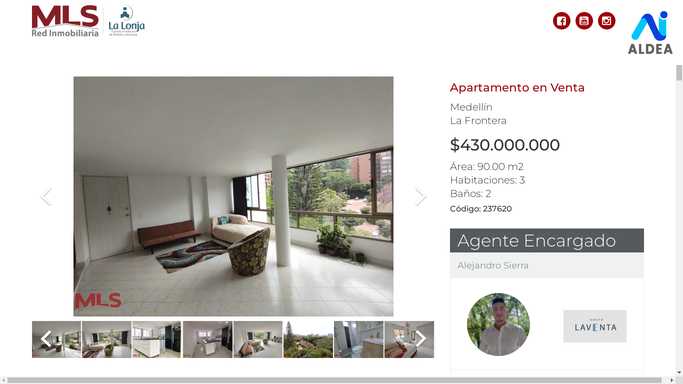 MLS
Red Inmobiliaria
La Lonja
ALDEA
Apartamento en Venta
Medellín
La Frontera
$430.000.000
Área: 90.00 m2
Habitaciones: 3
Baños: 2
Código: 237620
MLS
Agente Encargado
Alejandro Sierra
LAVENTA